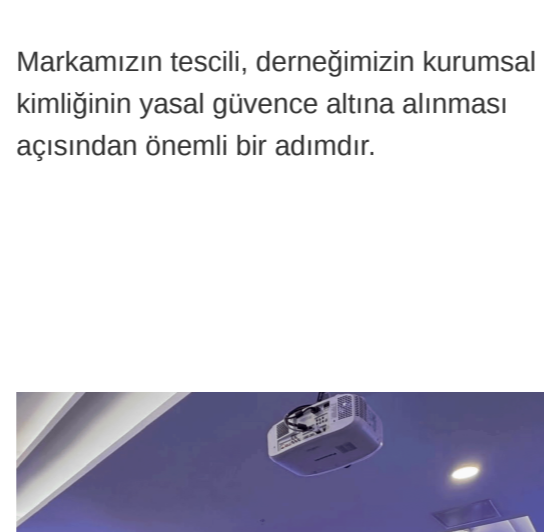 Markamızın tescili, derneğimizin kurumsal
kimliğinin yasal güvence altına alınması
açısından önemli bir adımdır.